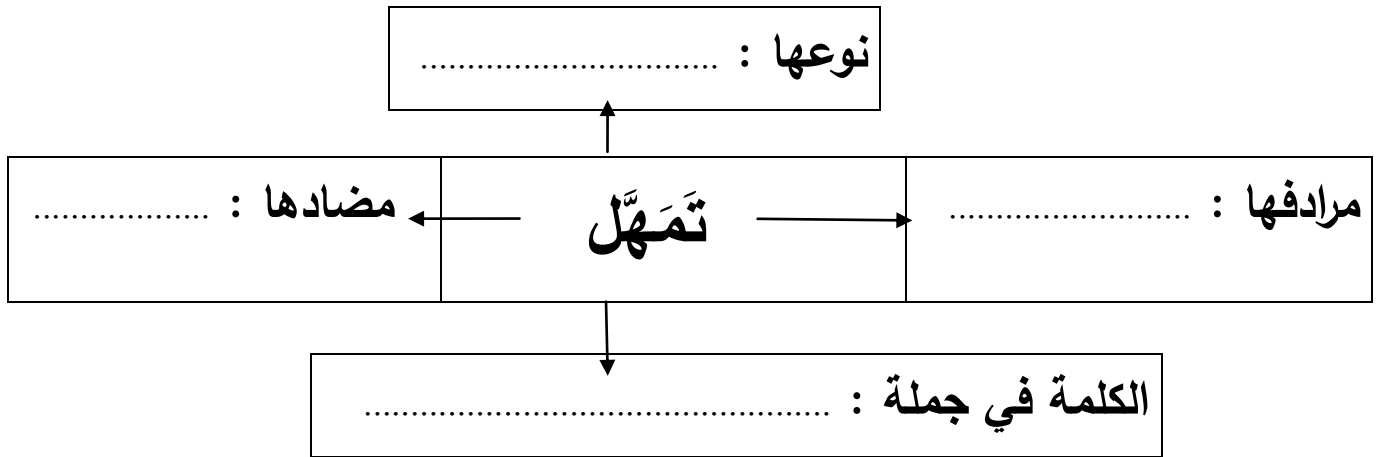 نوعها : ................................
مرادفها : ..........................
تَمَهَّل
مضادها : ...................
الكلمة في جملة : ..................................................